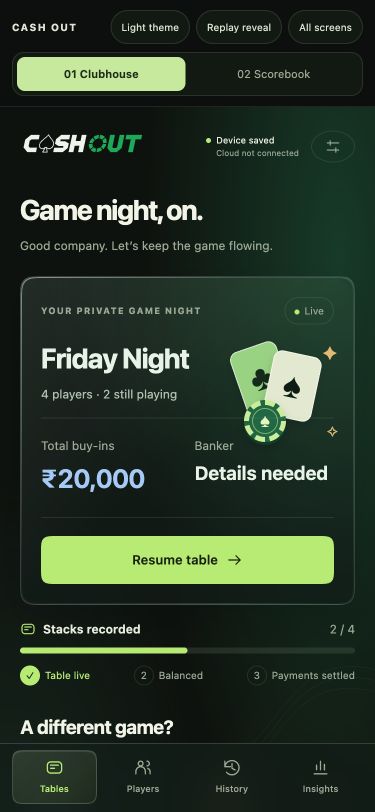 CASH OUT
Light theme
Replay reveal
All screens
01 Clubhouse
02 Scorebook
CASH OUT
Device saved
Cloud not connected
Game night, on.
Good company. Let’s keep the game flowing.
YOUR PRIVATE GAME NIGHT
Live
Friday Night
4 players · 2 still playing
Total buy-ins
Banker
₹20,000
Details needed
Resume table →
Stacks recorded
2 / 4
Table live
2 Balanced
3 Payments settled
A different game?
Tables
Players
History
Insights